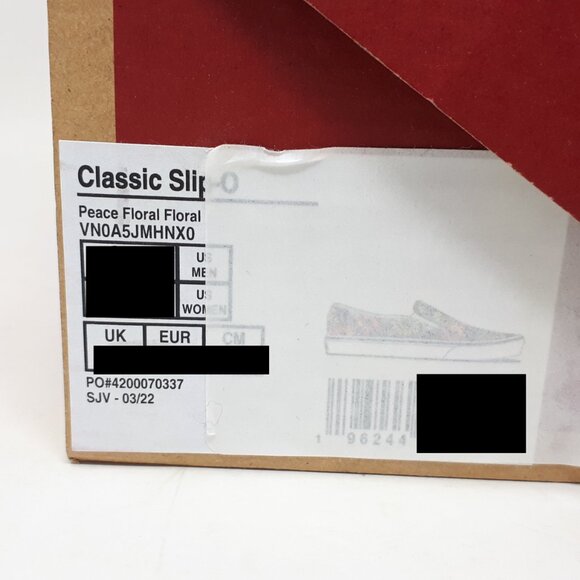 Classic Slip-O
Peace Floral Floral
VN0A5JMHNX0
US
MEN
US
WOMEN
UK EUR CM
PO#4200070337
SJV - 03/22
1 96244